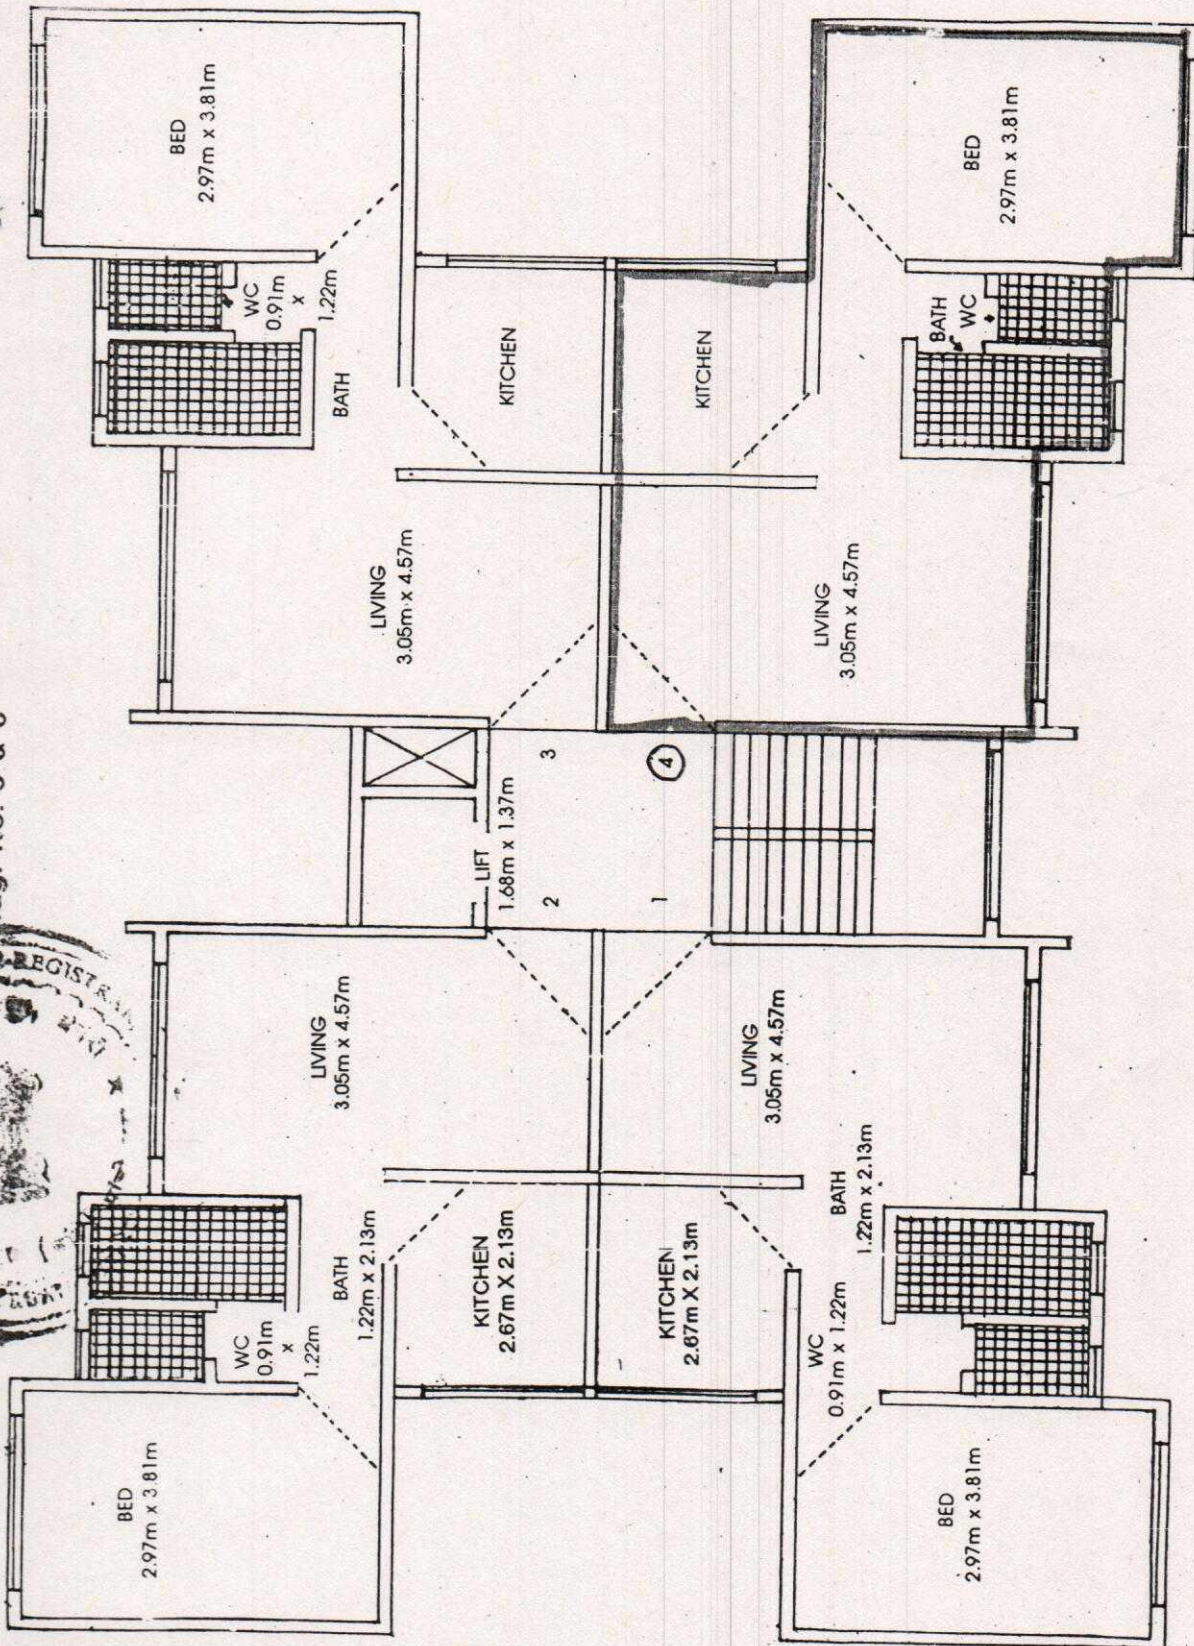 REGISTRA
BED
2.97m x 3.81m
WC
0.91m
x
1.22m
BATH
1.22m x 2.13m
LIVING
3.05m x 4.57m
KITCHEN
2.67m X 2.13m
LIFT
1.68m x 1.37m
2
3
LIVING
3.05m x 4.57m
BATH
WC
0.91m
x
1.22m
BED
2.97m x 3.81m
KITCHEN
KITCHEN
2.67m X 2.13m
1
4
KITCHEN
LIVING
3.05m x 4.57m
WC
0.91m x 1.22m
BATH
1.22m x 2.13m
BED
2.97m x 3.81m
LIVING
3.05m x 4.57m
BATH
WC
BED
2.97m x 3.81m